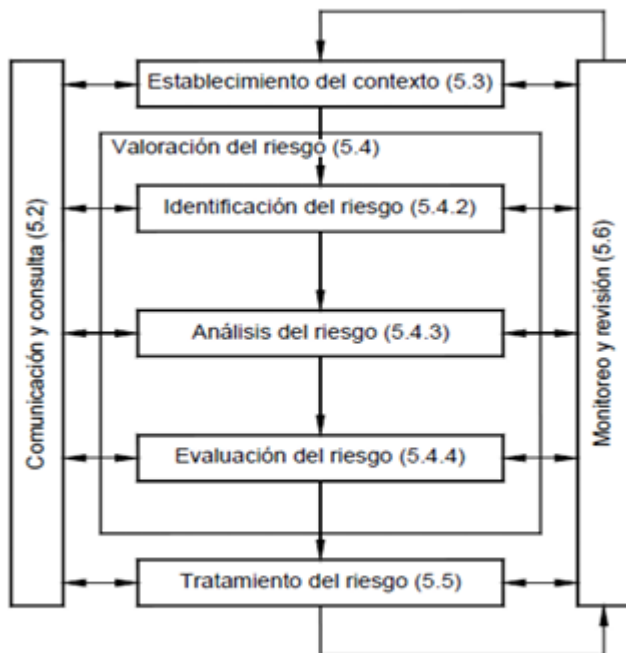 Establecimiento del contexto (5.3)
Valoración del riesgo (5.4)
Identificación del riesgo (5.4.2)
Análisis del riesgo (5.4.3)
Evaluación del riesgo (5.4.4)
Tratamiento del riesgo (5.5)
Comunicación y consulta (5.2)
Monitoreo y revisión (5.6)